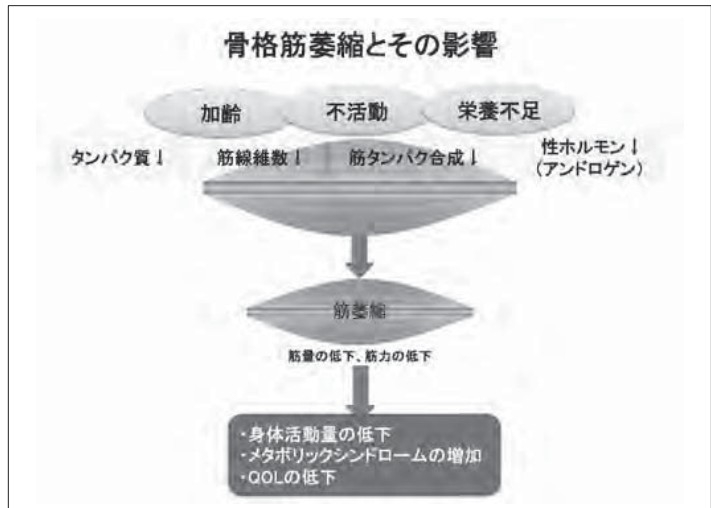 骨格筋萎縮とその影響
加齢
不活動
栄養不足
タンパク質↓
筋線維数↓
筋タンパク合成↓
性ホルモン↓
(アンドロゲン)
筋萎縮
筋量の低下、筋力の低下
・身体活動量の低下
・メタボリックシンドロームの増加
・QOLの低下